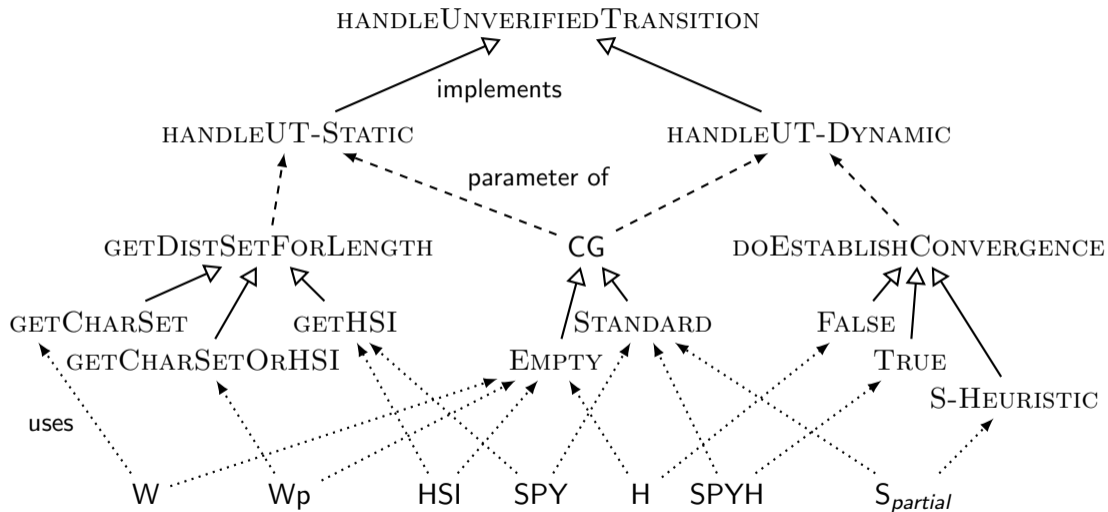 HANDLEUNVERIFIEDTRANSITION
implements
HANDLEUT-STATIC HANDLEUT-DYNAMIC
parameter of
GETDISTSETFORLENGTH CG DOESTABLISHCONVERGENCE
GETCHARSET GETHSI STANDARD FALSE
GETCHARSETORHSI EMPTY TRUE
S-HEURISTIC
uses
W Wp HSI SPY H SPYH Spartial